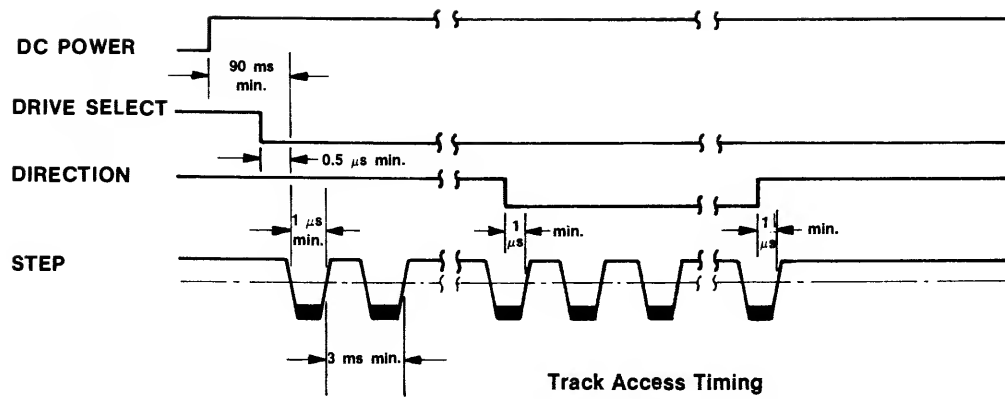 DC POWER
90 ms
min.
DRIVE SELECT
0.5 μs min.
DIRECTION
1 μs
min.
1
μs
min.
1
μs
min.
STEP
3 ms min.
Track Access Timing